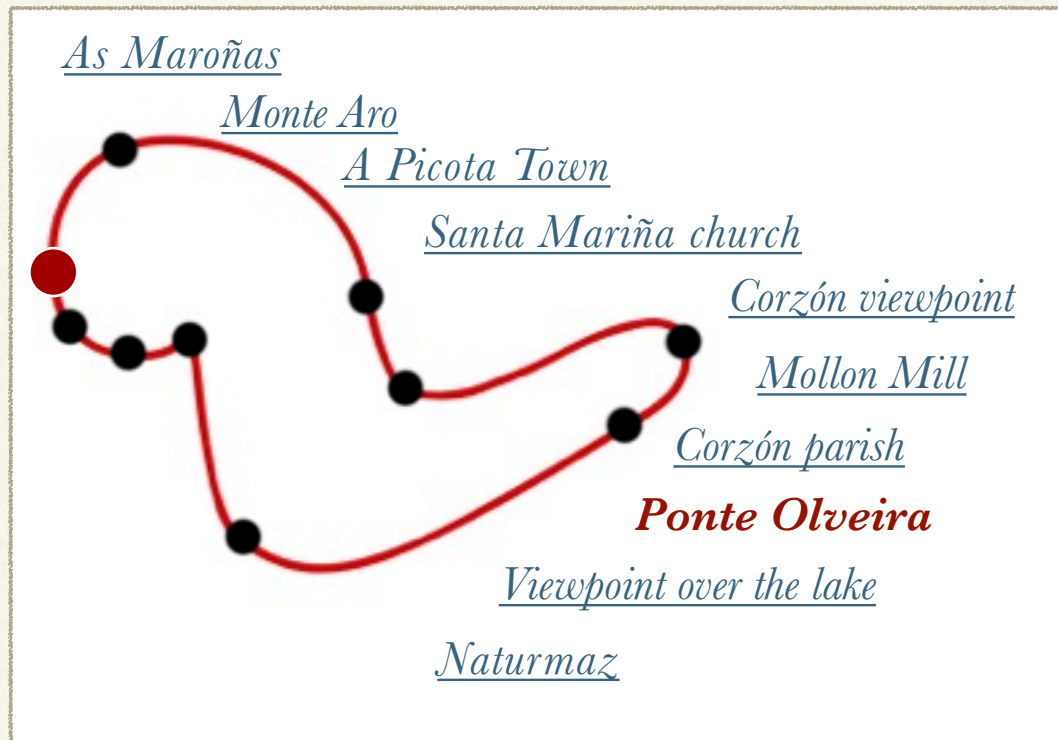 As Maroñas
Monte Aro
A Picota Town
Santa Mariña church
Corzón viewpoint
Mollon Mill
Corzón parish
Ponte Olveira
Viewpoint over the lake
Naturmaz